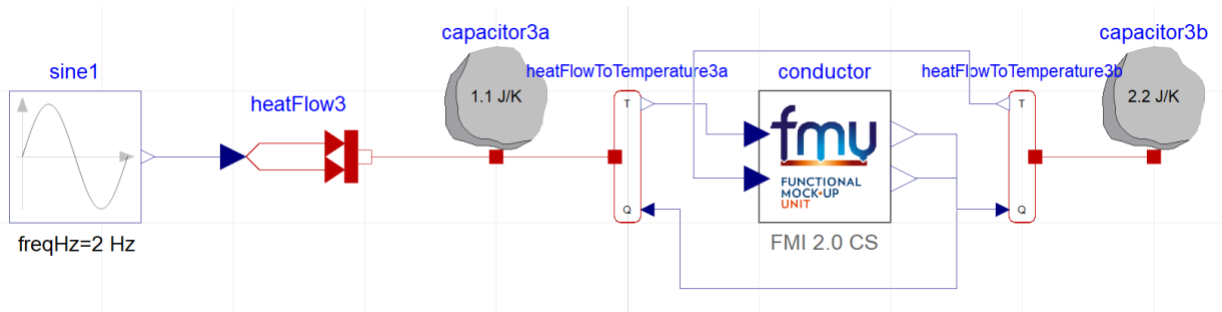 capacitor3a
capacitor3b
sine1
heatFlowToTemperature3a
conductor
heatFlowToTemperature3b
heatFlow3
1.1 J/K
T
fmu
FUNCTIONAL
MOCK-UP
UNIT
T
2.2 J/K
Q
Q
freqHz=2 Hz
FMI 2.0 CS